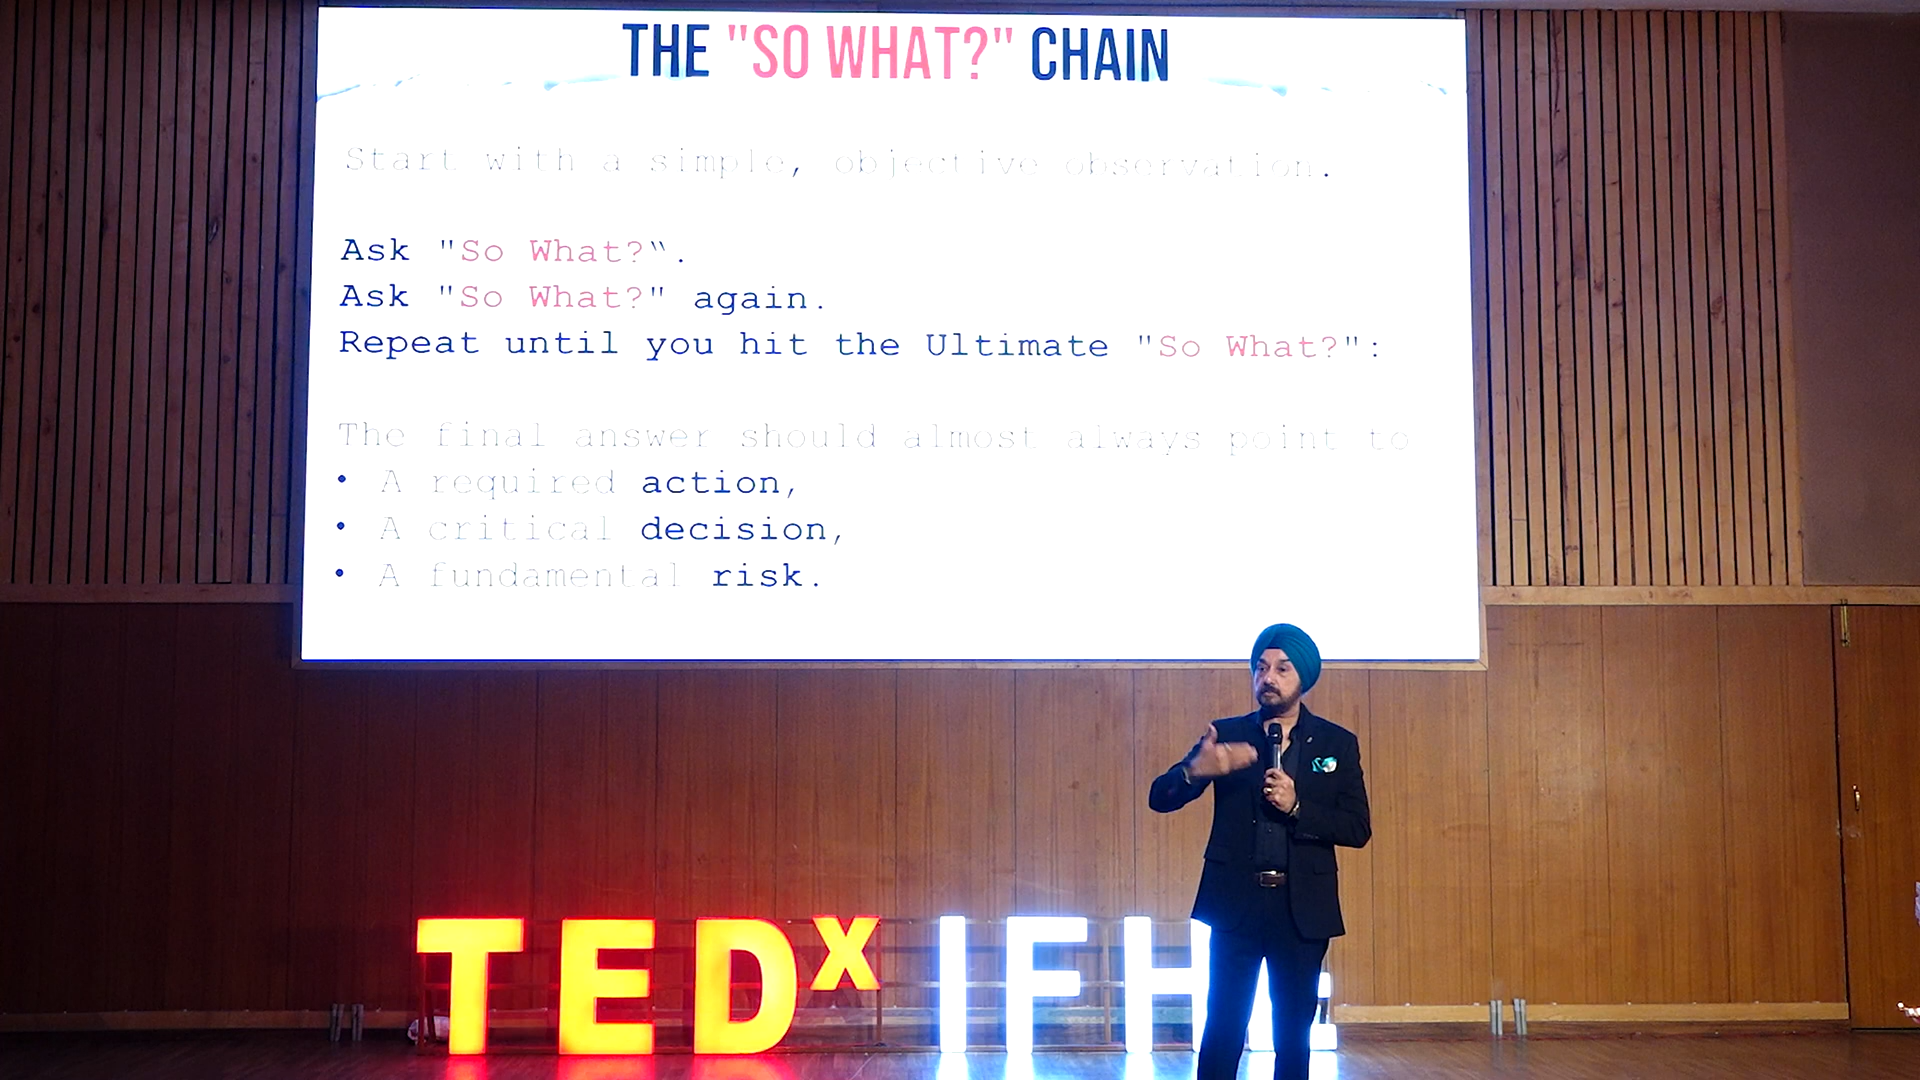 THE "SO WHAT?" CHAIN
Start with a simple, objective observation.
Ask "So What?“.
Ask "So What?" again.
Repeat until you hit the Ultimate "So What?":
The final answer should almost always point to
• A required action,
• A critical decision,
• A fundamental risk.
TEDx IFH